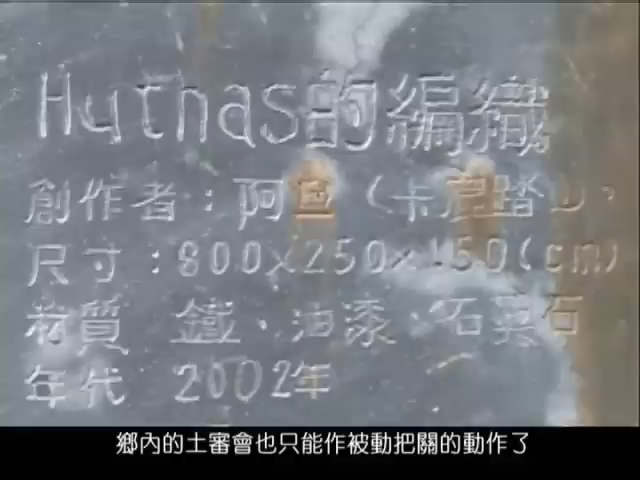 Huthas的編織
創作者：阿　（卡　踏
尺寸：800x250x150(cm)
材質 鐵、油漆、石英石
年代 2002年
鄉內的土審會也只能作被動把關的動作了